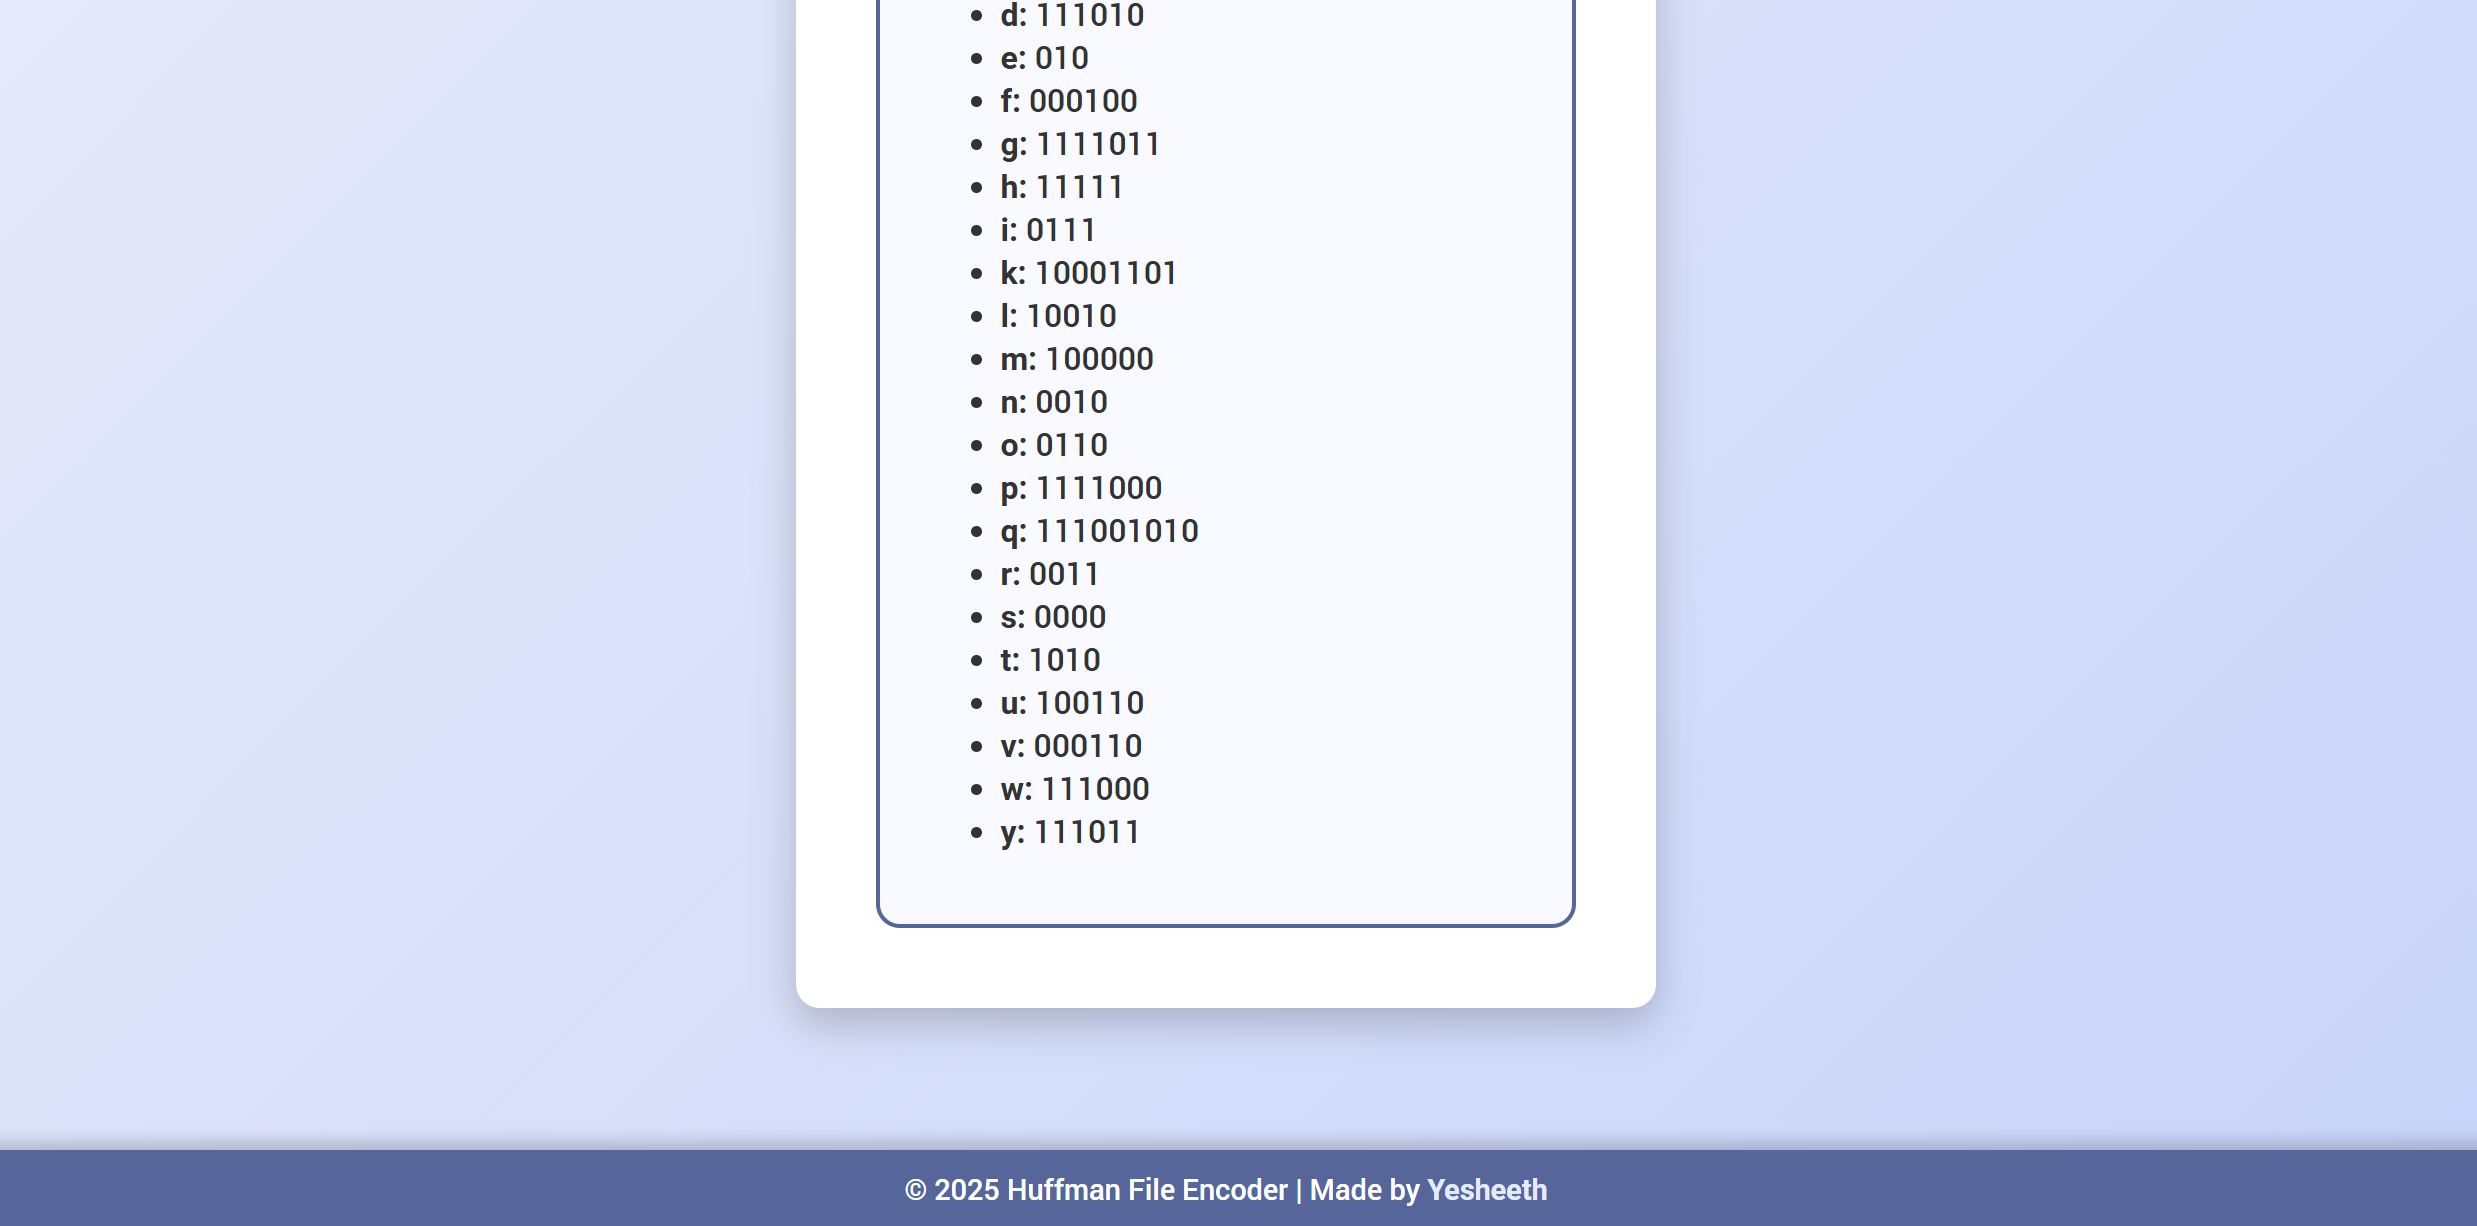 d: 111010
e: 010
f: 000100
g: 1111011
h: 11111
i: 0111
k: 10001101
l: 10010
m: 100000
n: 0010
o: 0110
p: 1111000
q: 111001010
r: 0011
s: 0000
t: 1010
u: 100110
v: 000110
w: 111000
y: 111011
© 2025 Huffman File Encoder | Made by Yesheeth